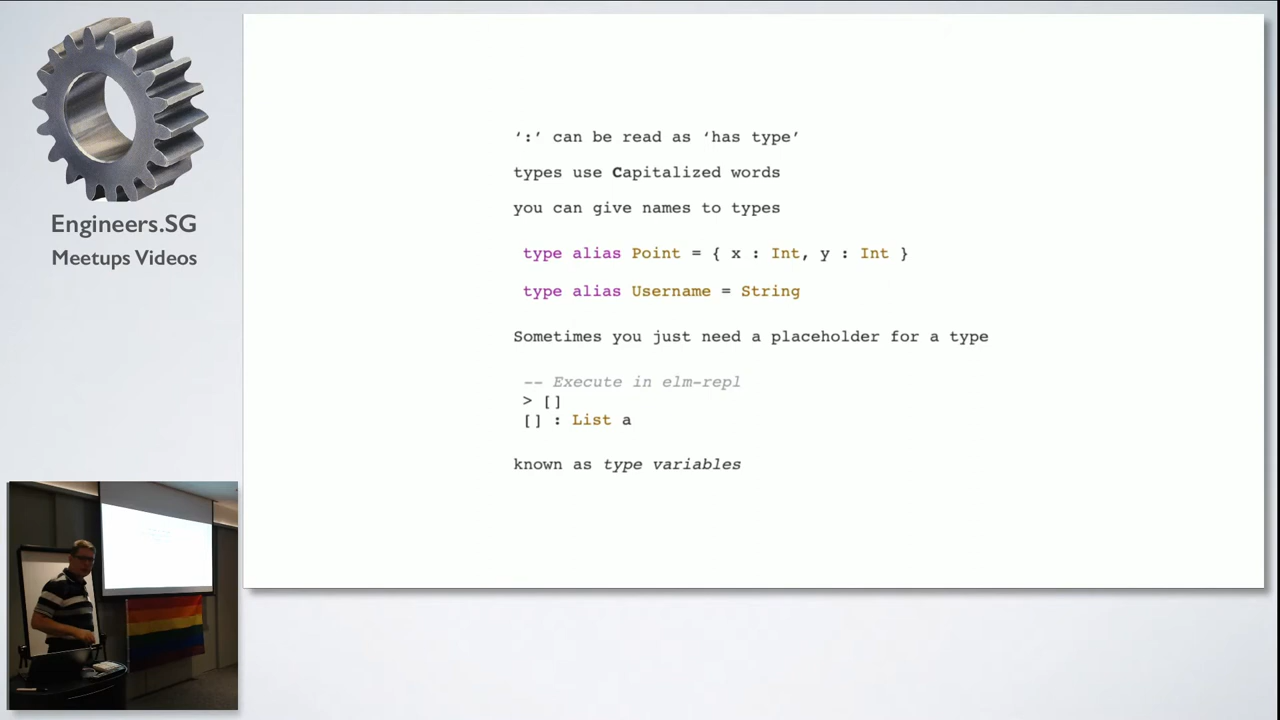 Engineers.SG
Meetups Videos
‘:’ can be read as ‘has type’
types use Capitalized words
you can give names to types
type alias Point = { x : Int, y : Int }
type alias Username = String
Sometimes you just need a placeholder for a type
-- Execute in elm-repl
> []
[] : List a
known as type variables